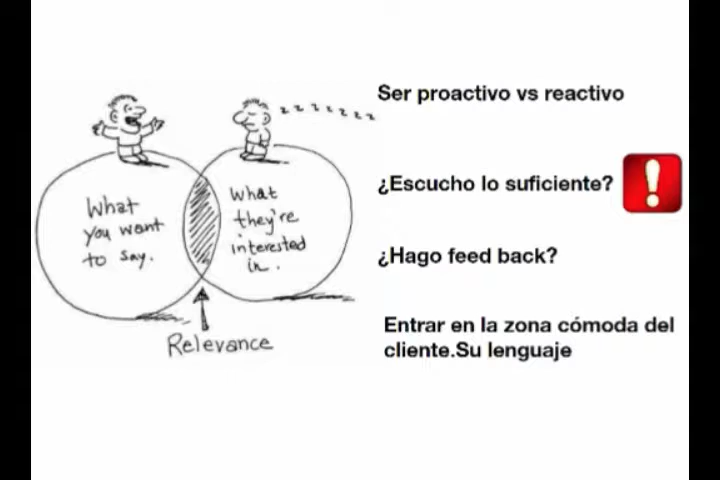 Ser proactivo vs reactivo
z z z z z z z
What
you want
to say.
What
they're
interested
in.
¿Escucho lo suficiente?
!
¿Hago feed back?
Relevance
Entrar en la zona cómoda del
cliente.Su lenguaje